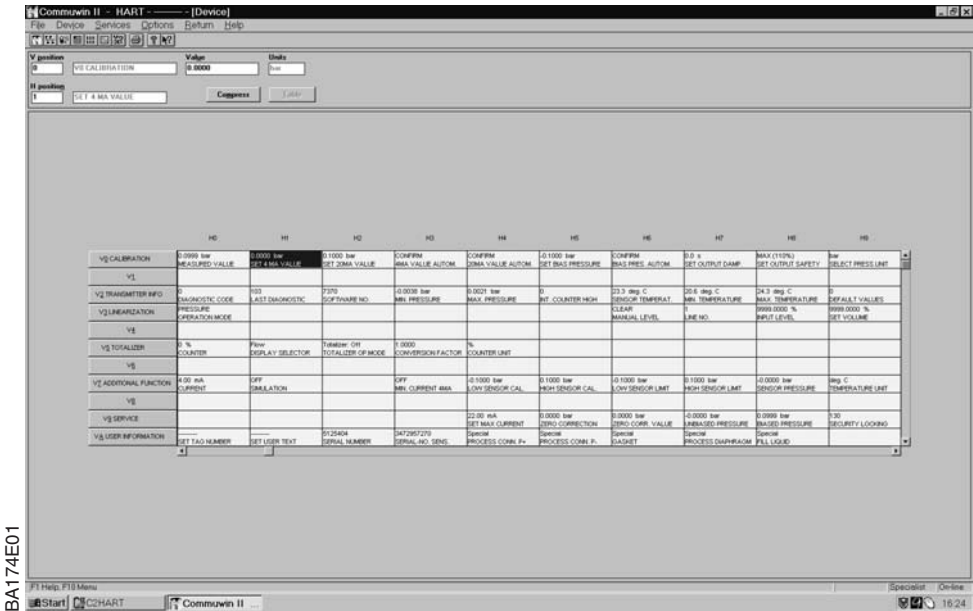 Commuwin II - HART - ——— - [Device]
File Device Services Options Return Help
V position Value Units
0 V0 CALIBRATION 0.0000 bar
H position
1 SET 4 MA VALUE Compress
H0 H1 H2 H3 H4 H5 H6 H7 H8 H9
V0 CALIBRATION 0.0999 bar 0.0000 bar 0.1000 bar CONFIRM CONFIRM -0.1000 bar CONFIRM 0.0 s MAX (110%) bar
MEASURED VALUE SET 4 MA VALUE SET 20MA VALUE 4MA VALUE AUTOM. 20MA VALUE AUTOM. SET BIAS PRESSURE BIAS PRES. AUTOM. SET OUTPUT DAMP. SET OUTPUT SAFETY SELECT PRESS.UNIT
V1
V2 TRANSMITTER INFO 0 103 7370 -0.0038 bar 0.0021 bar 0 23.3 deg. C 20.6 deg. C 24.3 deg. C 0
DIAGNOSTIC CODE LAST DIAGNOSTIC SOFTWARE NO. MIN. PRESSURE MAX. PRESSURE INT. COUNTER HIGH SENSOR TEMPERAT. MIN. TEMPERATURE MAX. TEMPERATURE DEFAULT VALUES
V3 LINEARIZATION PRESSURE CLEAR 1 9999.0000 % 9999.0000 %
OPERATION MODE MANUAL LEVEL LINE NO. INPUT LEVEL SET VOLUME
V4
V5 TOTALIZER 0 % Flow Totalizer: Off 1.0000 %
COUNTER DISPLAY SELECTOR TOTALIZER OP.MODE CONVERSION FACTOR COUNTER UNIT
V6
V7 ADDITIONAL FUNCTION 4.00 mA OFF OFF -0.1000 bar 0.1000 bar -0.1000 bar 0.1000 bar -0.0000 bar deg. C
CURRENT SIMULATION MIN. CURRENT 4MA LOW SENSOR CAL. HIGH SENSOR CAL. LOW SENSOR LIMIT HIGH SENSOR LIMIT SENSOR PRESSURE TEMPERATURE UNIT
V8
V9 SERVICE 22.00 mA 0.0000 bar 0.0000 bar -0.0000 bar 0.0999 bar 130
SET MAX CURRENT ZERO CORRECTION ZERO CORR. VALUE UNBIASED PRESSURE BIASED PRESSURE SECURITY LOCKING
VA USER INFORMATION -------- -------- 5125404 3472957270 Special Special Special Special Special
SET TAG NUMBER SET USER TEXT SERIAL NUMBER SERIAL-NO. SENS. PROCESS CONN. P+ PROCESS CONN. P- GASKET PROCESS DIAPHRAGM FILL LIQUID
F1 Help, F10 Menu Specialist On-line
Start C2HART Commuwin II ... 16:24
BA174E01